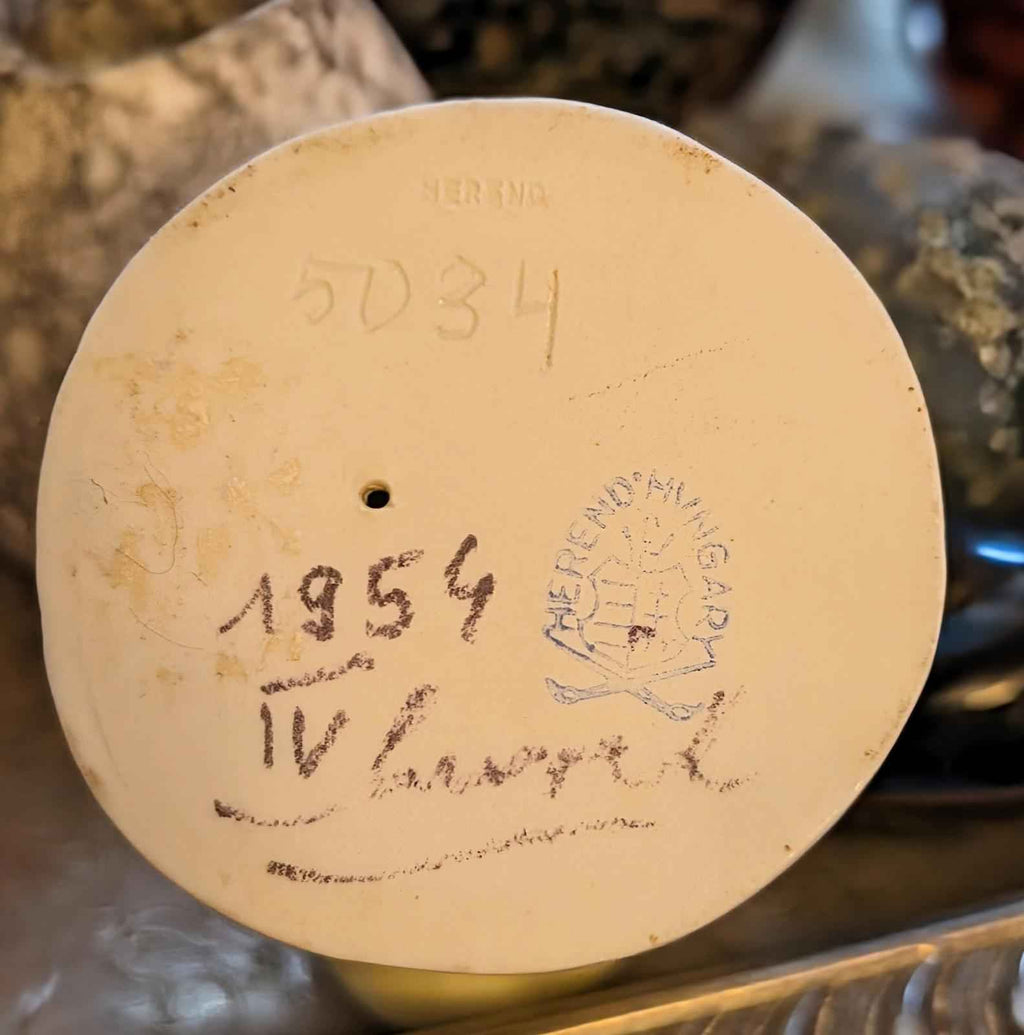 HEREND
5034
HEREND HUNGARY
1954
IV